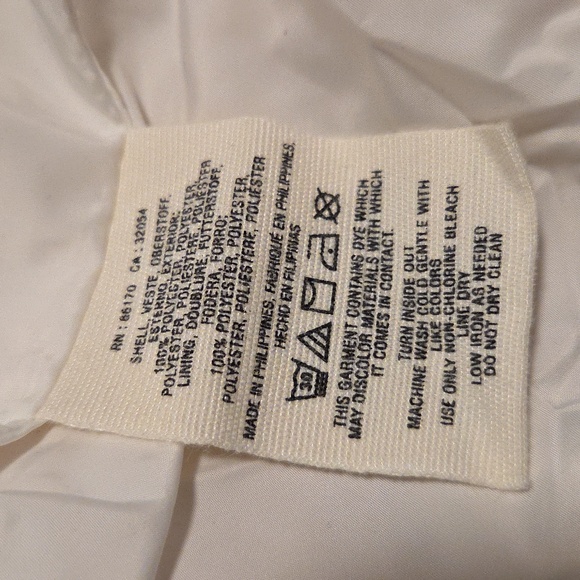 RN : 86170 CA : 32054
SHELL, VESTE, OBERSTOFF,
ESTERNO, EXTERIOR:
100% POLYESTER, POLYESTER,
POLYESTER, POLIESTERE, POLIESTER
LINING, DOUBLURE, FUTTERSTOFF,
FODERA, FORRO:
100% POLYESTER, POLYESTER,
POLYESTER, POLIESTERE, POLIESTER
MADE IN PHILIPPINES, FABRIQUÉ EN PHILIPPINES,
HECHO EN FILIPINAS
30
THIS GARMENT CONTAINS DYE WHICH
MAY DISCOLOR MATERIALS WITH WHICH
IT COMES IN CONTACT.
TURN INSIDE OUT
MACHINE WASH COLD GENTLE WITH
LIKE COLORS
USE ONLY NON-CHLORINE BLEACH
LINE DRY
LOW IRON AS NEEDED
DO NOT DRY CLEAN